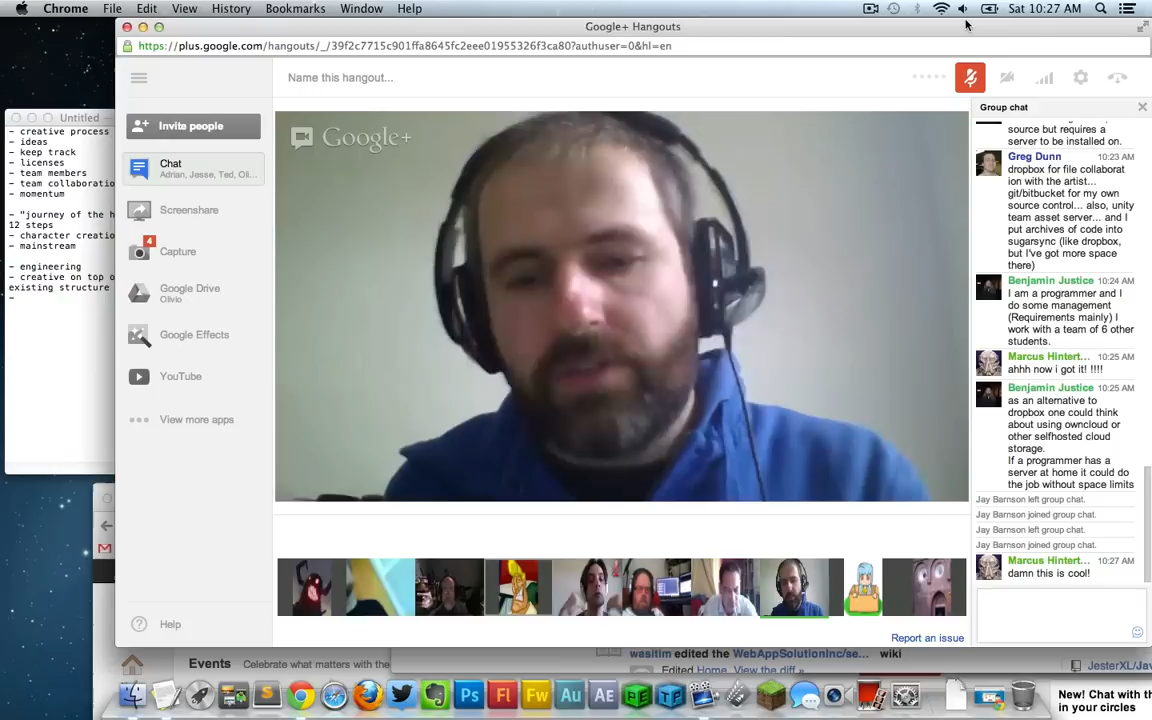 Chrome File Edit View History Bookmarks Window Help
Sat 10:27 AM
Google+ Hangouts
https://plus.google.com/hangouts/_/39f2c7715c901ffa8645fc2eee01955326f3ca80?authuser=0&hl=en
Untitled
- creative process
- ideas
- keep track
- licenses
- team members
- team collaboratio
- momentum
- "journey of the h
12 steps
- character creatio
- mainstream
- engineering
- creative on top o
existing structure
-
Name this hangout...
Invite people
Chat
Adrian, Jesse, Ted, Oli...
Screenshare
4
Capture
Google Drive
Olivio
Google Effects
YouTube
View more apps
Help
Google+
Group chat
source but requires a
server to be installed on.
Greg Dunn 10:23 AM
dropbox for file collaborat
ion with the artist...
git/bitbucket for my own
source control... also, unity
team asset server... and I
put archives of code into
sugarsync (like dropbox,
but I've got more space
there)
Benjamin Justice 10:24 AM
I am a programmer and I
do some management
(Requirements mainly) I
work with a team of 6 other
students.
Marcus Hintert... 10:25 AM
ahhh now i got it! !!!!
Benjamin Justice 10:25 AM
as an alternative to
dropbox one could think
about using owncloud or
other selfhosted cloud
storage.
If a programmer has a
server at home it could do
the job without space limits
Jay Barnson left group chat.
Jay Barnson joined group chat.
Jay Barnson left group chat.
Jay Barnson joined group chat.
Marcus Hintert... 10:27 AM
damn this is cool!
Report an issue
Events Celebrate what matters with the
wasitim edited the WebAppSolutionInc/se... wiki
Edited Home. View the diff »
JesterXL/Jav
Ps Fl Fw Au Ae
New! Chat with th
in your circles